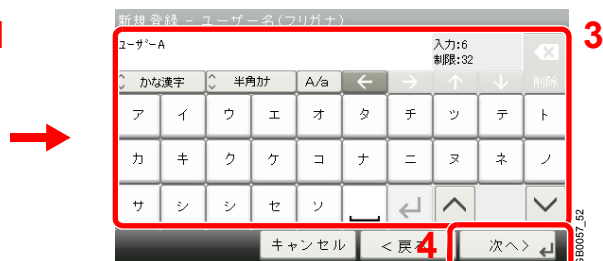 新規登録 - ユーザー名(フリガナ)
ﾕｰｻﾞｰA
入力:6
制限:32
3
かな漢字 半角ｶﾅ A/a ← → ↑ ↓ 削除
ア イ ウ エ オ タ チ ツ テ ト
カ キ ク ケ コ ナ ニ ヌ ネ ノ
サ シ シ セ ソ
キャンセル < 戻 4 次へ>
GB0057_52